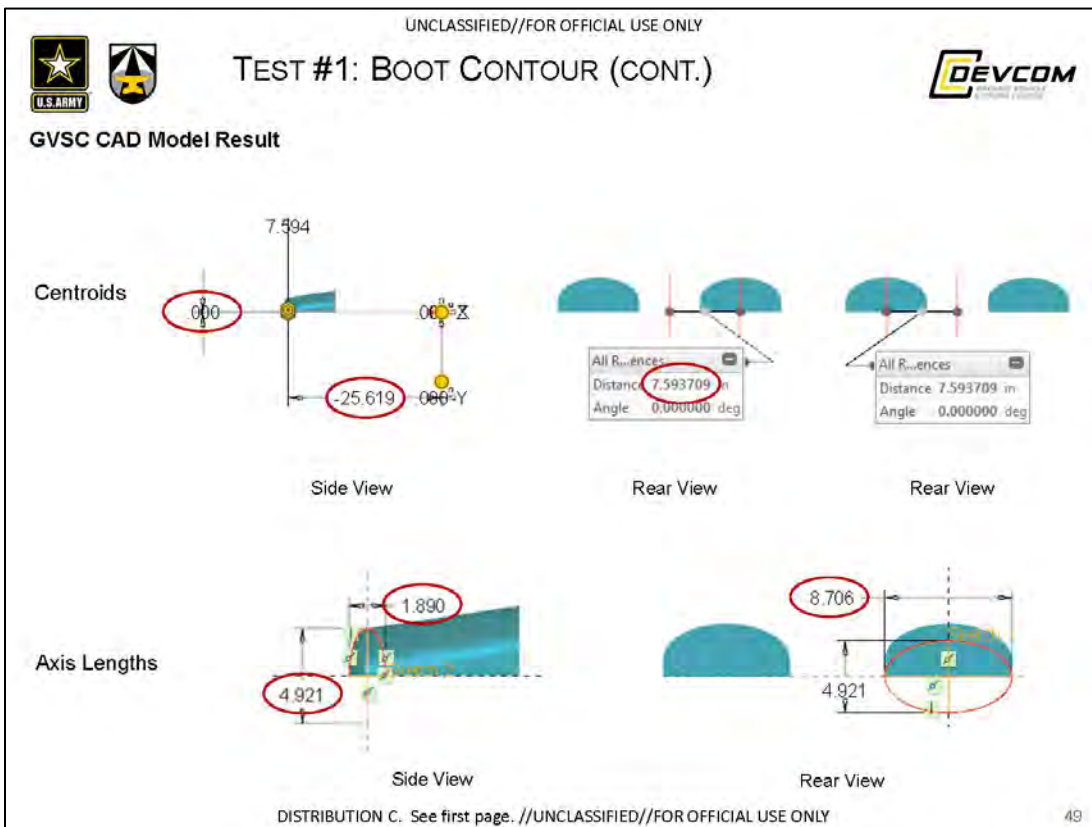 UNCLASSIFIED//FOR OFFICIAL USE ONLY
U.S.ARMY
TEST #1: BOOT CONTOUR (CONT.)
DEVCOM
GVSC CAD Model Result
Centroids
7.594
.000
X
-25.619
.000
Y
Side View
All R...ences
Distance 7.593709 in
Angle 0.000000 deg
Rear View
All R...ences
Distance 7.593709 in
Angle 0.000000 deg
Rear View
Axis Lengths
1.890
4.921
Side View
8.706
4.921
Rear View
DISTRIBUTION C. See first page. //UNCLASSIFIED//FOR OFFICIAL USE ONLY
49